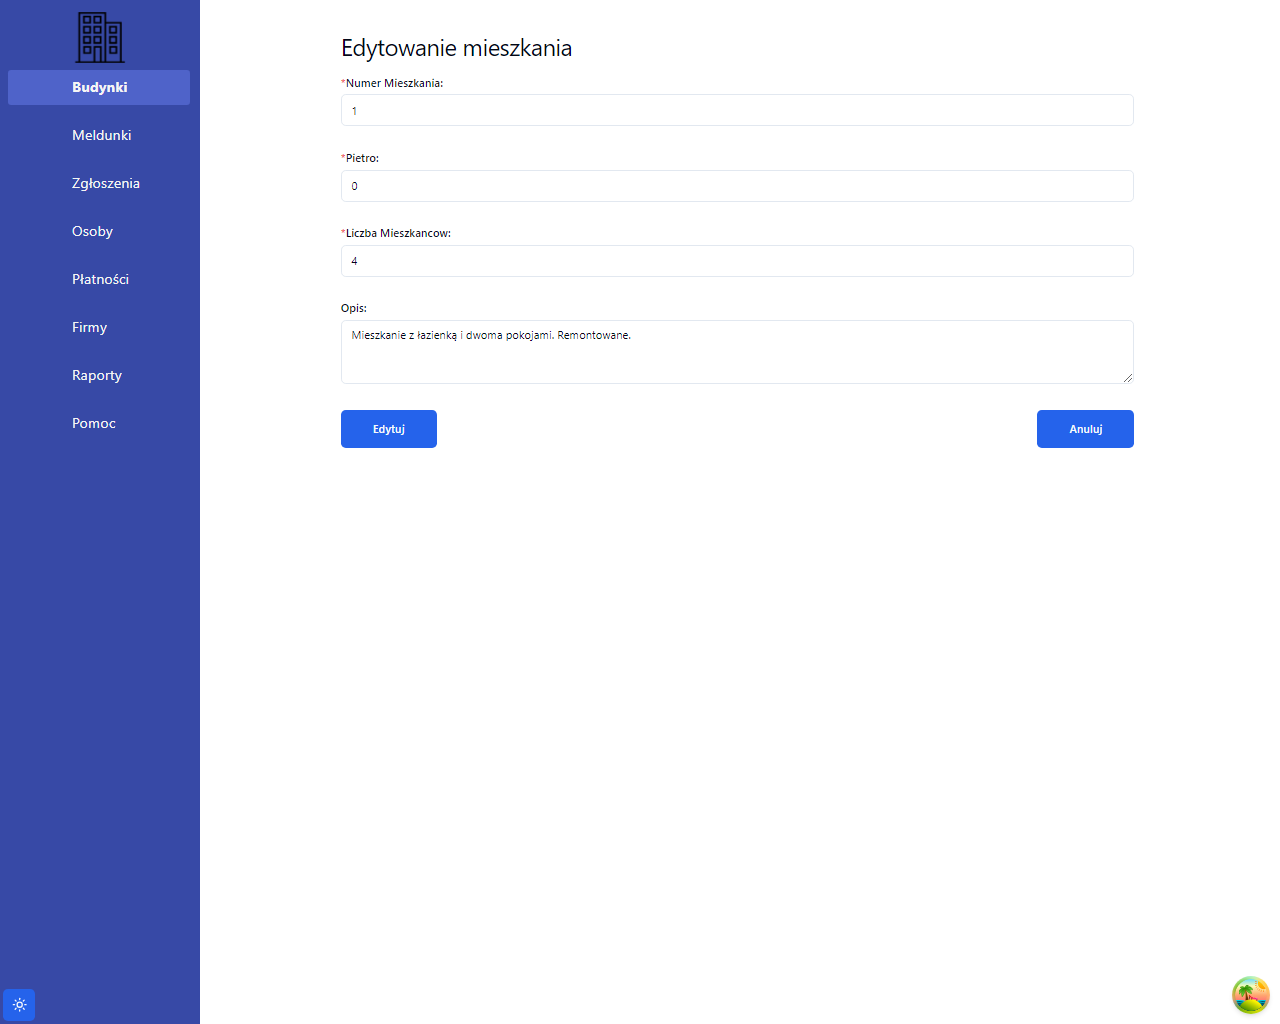 Budynki
Meldunki
Zgłoszenia
Osoby
Płatności
Firmy
Raporty
Pomoc
Edytowanie mieszkania
*Numer Mieszkania:
1
*Pietro:
0
*Liczba Mieszkancow:
4
Opis:
Mieszkanie z łazienką i dwoma pokojami. Remontowane.
Edytuj
Anuluj